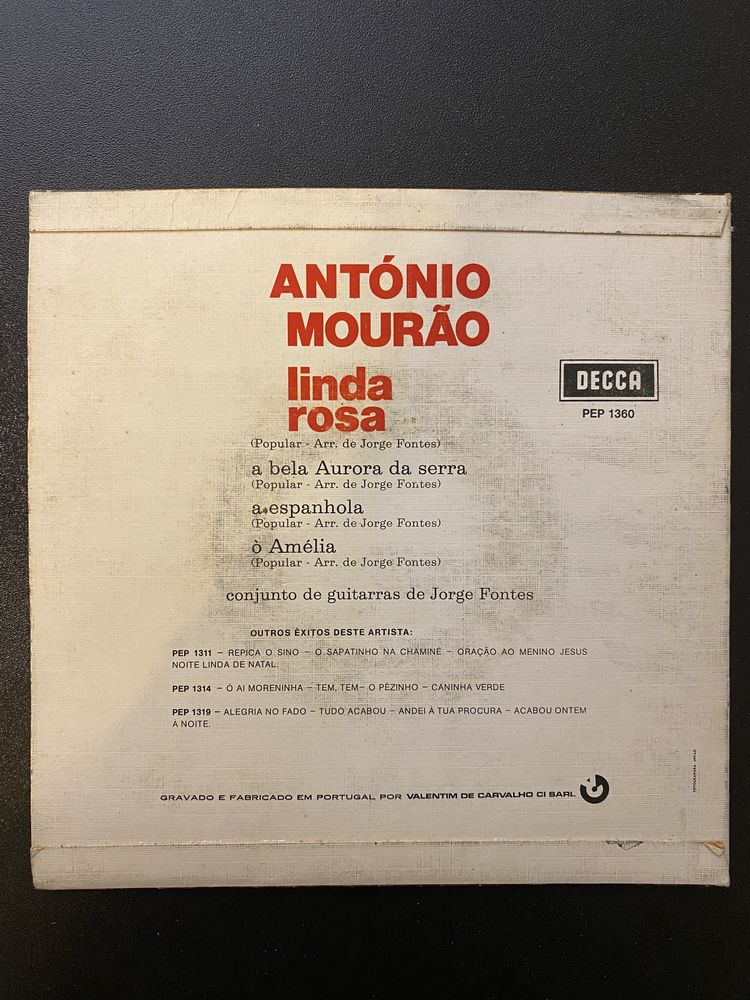 ANTÓNIO
MOURÃO
linda
rosa
(Popular - Arr. de Jorge Fontes)
DECCA
PEP 1360
a bela Aurora da serra
(Popular - Arr. de Jorge Fontes)
a espanhola
(Popular - Arr. de Jorge Fontes)
ò Amélia
(Popular - Arr. de Jorge Fontes)
conjunto de guitarras de Jorge Fontes
OUTROS ÊXITOS DESTE ARTISTA:
PEP 1311 – REPICA O SINO – O SAPATINHO NA CHAMINÉ – ORAÇÃO AO MENINO JESUS
NOITE LINDA DE NATAL.
PEP 1314 – Ó AI MORENINHA – TEM, TEM– O PÈZINHO – CANINHA VERDE
PEP 1319 – ALEGRIA NO FADO – TUDO ACABOU – ANDEI À TUA PROCURA – ACABOU ONTEM
À NOITE.
GRAVADO E FABRICADO EM PORTUGAL POR VALENTIM DE CARVALHO CI SARL